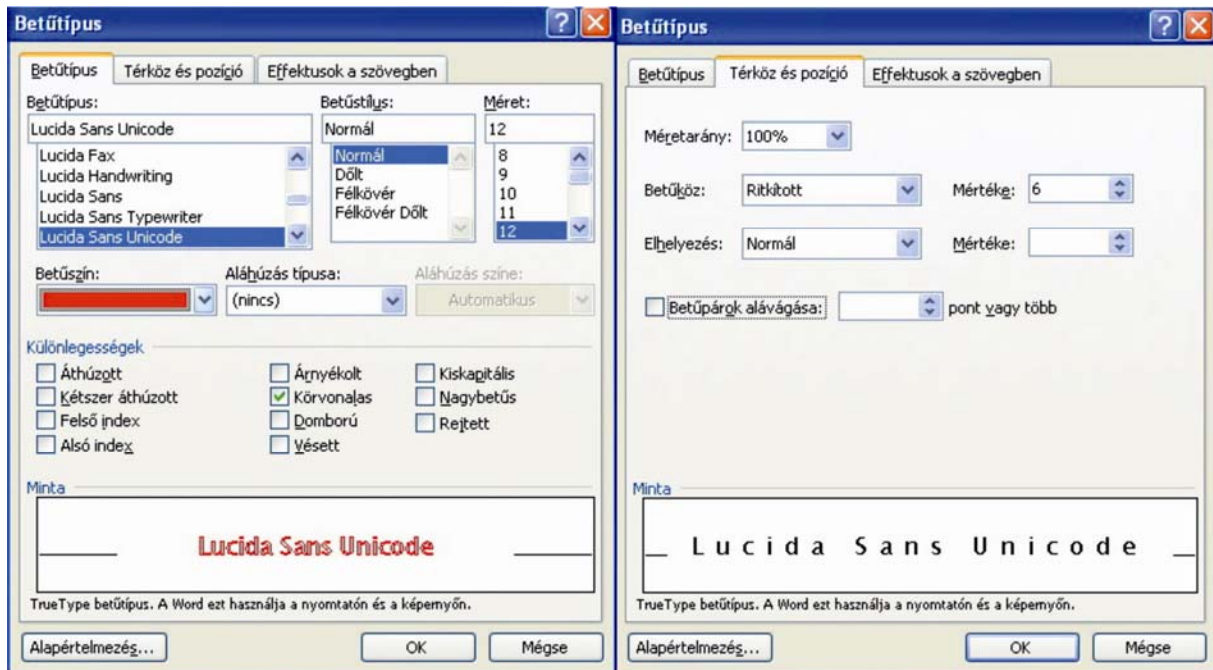 Betűtípus
Betűtípus Térköz és pozíció Effektusok a szövegben
Betűtípus: Betűstílus: Méret:
Lucida Sans Unicode Normál 12
Lucida Fax Normál 8
Lucida Handwriting Dőlt 9
Lucida Sans Félkövér 10
Lucida Sans Typewriter Félkövér Dőlt 11
Lucida Sans Unicode 12
Betűszín: Aláhúzás típusa: Aláhúzás színe:
(nincs) Automatikus
Különlegességek
Áthúzott Árnyékolt Kiskapitális
Kétszer áthúzott Körvonalas Nagybetűs
Felső index Domború Rejtett
Alsó index Vésett
Minta
Lucida Sans Unicode
TrueType betűtípus. A Word ezt használja a nyomtatón és a képernyőn.
Alapértelmezés... OK Mégse
Betűtípus
Betűtípus Térköz és pozíció Effektusok a szövegben
Méretarány: 100%
Betűköz: Ritkított Mértéke: 6
Elhelyezés: Normál Mértéke:
Betűpárok alávágása: pont vagy több
Minta
Lucida Sans Unicode
TrueType betűtípus. A Word ezt használja a nyomtatón és a képernyőn.
Alapértelmezés... OK Mégse